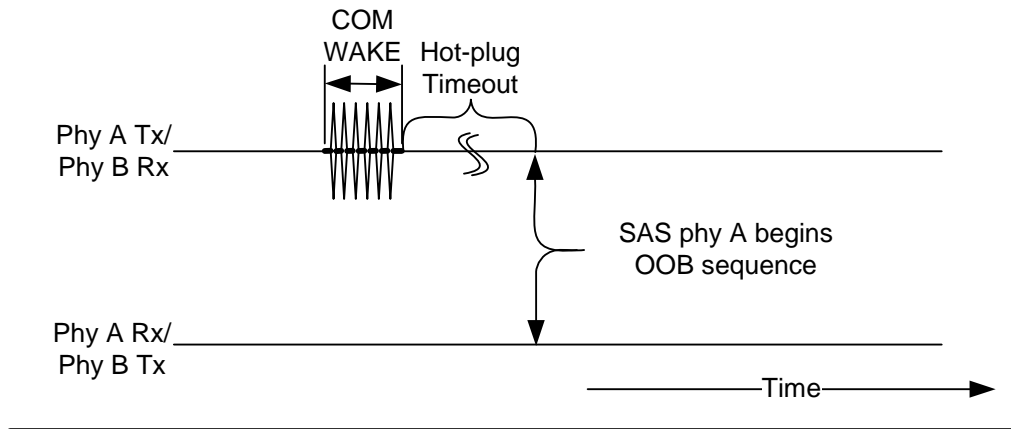 COM
WAKE
Hot-plug
Timeout
Phy A Tx/
Phy B Rx
SAS phy A begins
OOB sequence
Phy A Rx/
Phy B Tx
Time